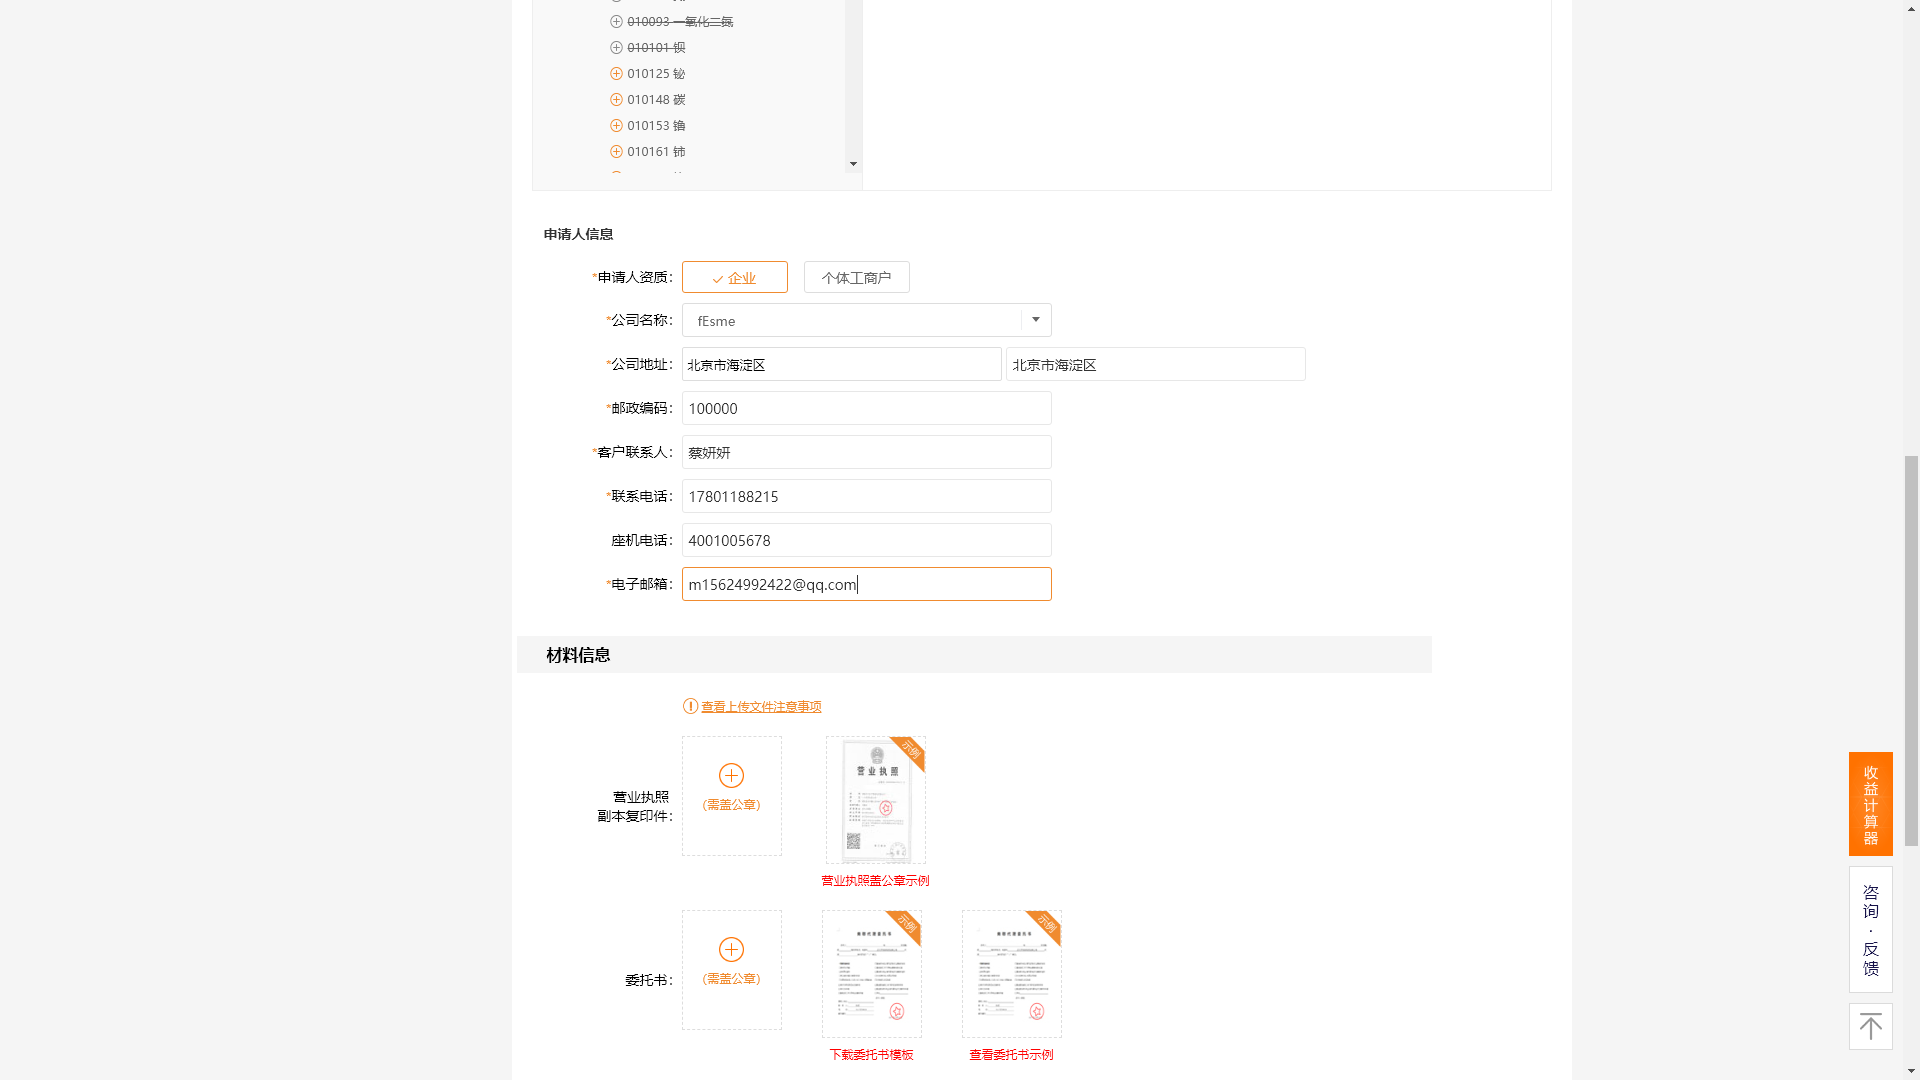 010093 一氧化二氮
010101 钡
010125 铋
010148 碳
010153 镥
010161 铈
申请人信息
*申请人资质：
企业
个体工商户
*公司名称：
fEsme
*公司地址：
北京市海淀区
北京市海淀区
*邮政编码：
100000
*客户联系人：
蔡妍妍
*联系电话：
17801188215
座机电话：
4001005678
*电子邮箱：
m15624992422@qq.com
材料信息
查看上传文件注意事项
营业执照
副本复印件：
(需盖公章)
示例
营业执照
营业执照盖公章示例
委托书：
(需盖公章)
示例
示例
下载委托书模板
查看委托书示例
收益计算器
咨询·反馈